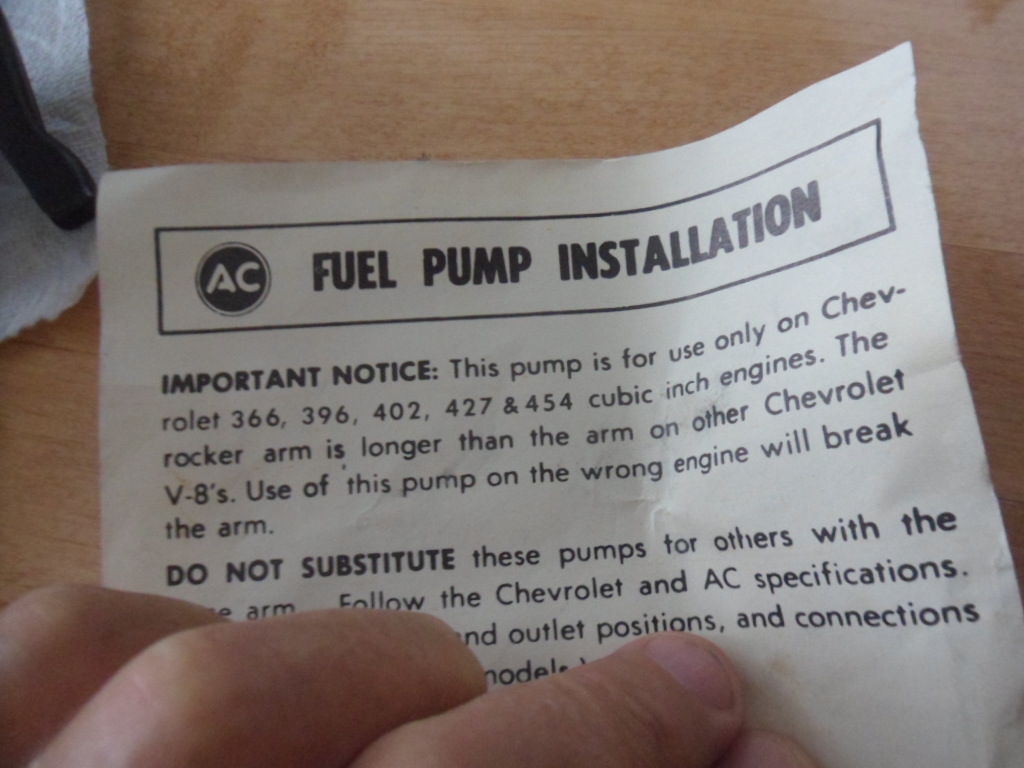 AC FUEL PUMP INSTALLATION
IMPORTANT NOTICE: This pump is for use only on Chev-
rolet 366, 396, 402, 427 & 454 cubic inch engines. The
rocker arm is longer than the arm on other Chevrolet
V-8's. Use of this pump on the wrong engine will break
the arm.
DO NOT SUBSTITUTE these pumps for others with the
arm. Follow the Chevrolet and AC specifications.
outlet positions, and connections